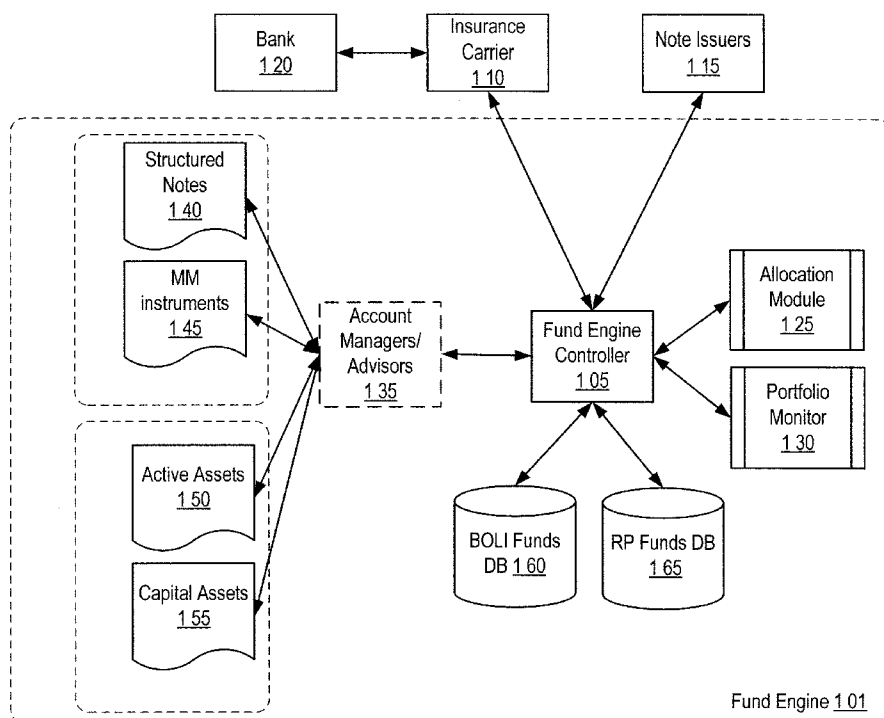 Bank
1 20
Insurance
Carrier
1 10
Note Issuers
1 15
Structured
Notes
1 40
MM
instruments
1 45
Account
Managers/
Advisors
1 35
Fund Engine
Controller
1 05
Allocation
Module
1 25
Portfolio
Monitor
1 30
Active Assets
1 50
Capital Assets
1 55
BOLI Funds
DB 1 60
RP Funds DB
1 65
Fund Engine 1 01